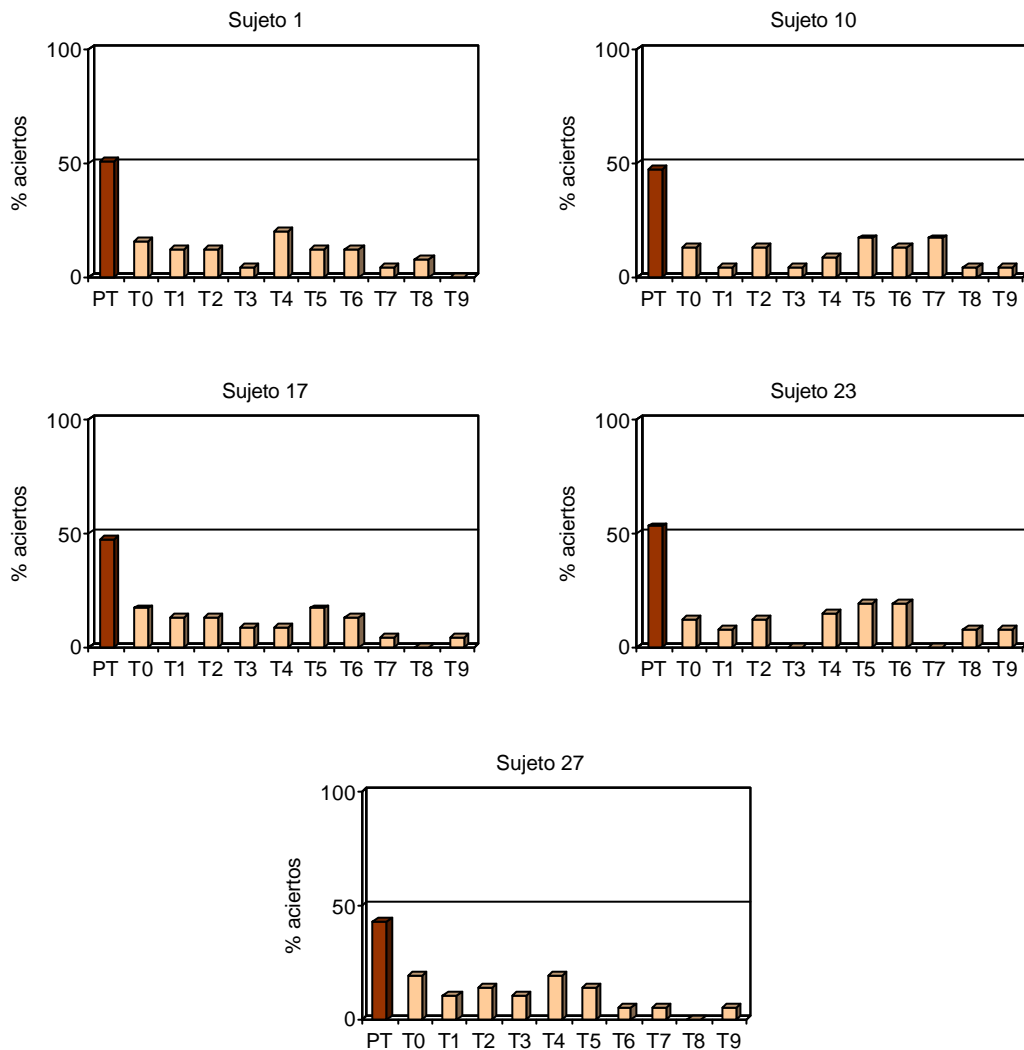 Sujeto 1
100
50
0
% aciertos
PT T0 T1 T2 T3 T4 T5 T6 T7 T8 T9
Sujeto 10
100
50
0
% aciertos
PT T0 T1 T2 T3 T4 T5 T6 T7 T8 T9
Sujeto 17
100
50
0
% aciertos
PT T0 T1 T2 T3 T4 T5 T6 T7 T8 T9
Sujeto 23
100
50
0
% aciertos
PT T0 T1 T2 T3 T4 T5 T6 T7 T8 T9
Sujeto 27
100
50
0
% aciertos
PT T0 T1 T2 T3 T4 T5 T6 T7 T8 T9